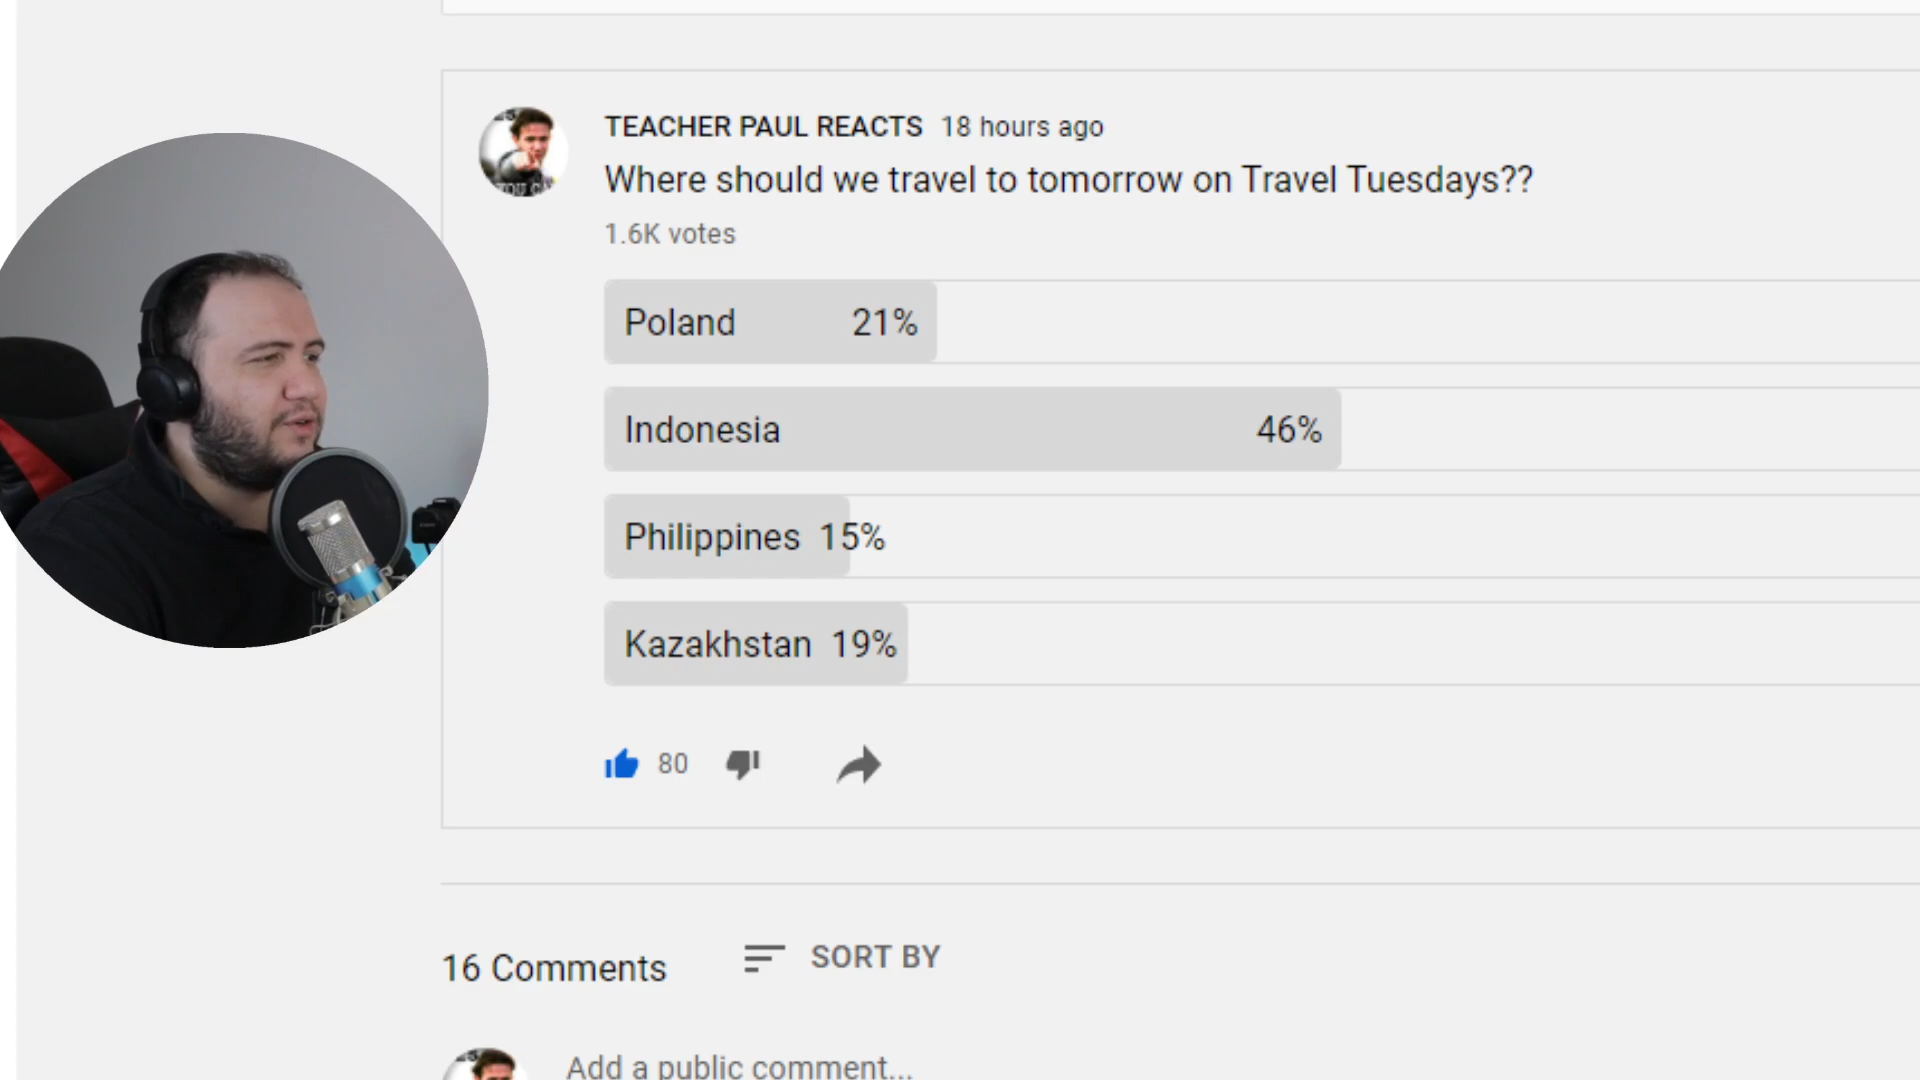 TEACHER PAUL REACTS 18 hours ago
Where should we travel to tomorrow on Travel Tuesdays??
1.6K votes
Poland 21%
Indonesia 46%
Philippines 15%
Kazakhstan 19%
80
16 Comments SORT BY
Add a public comment...